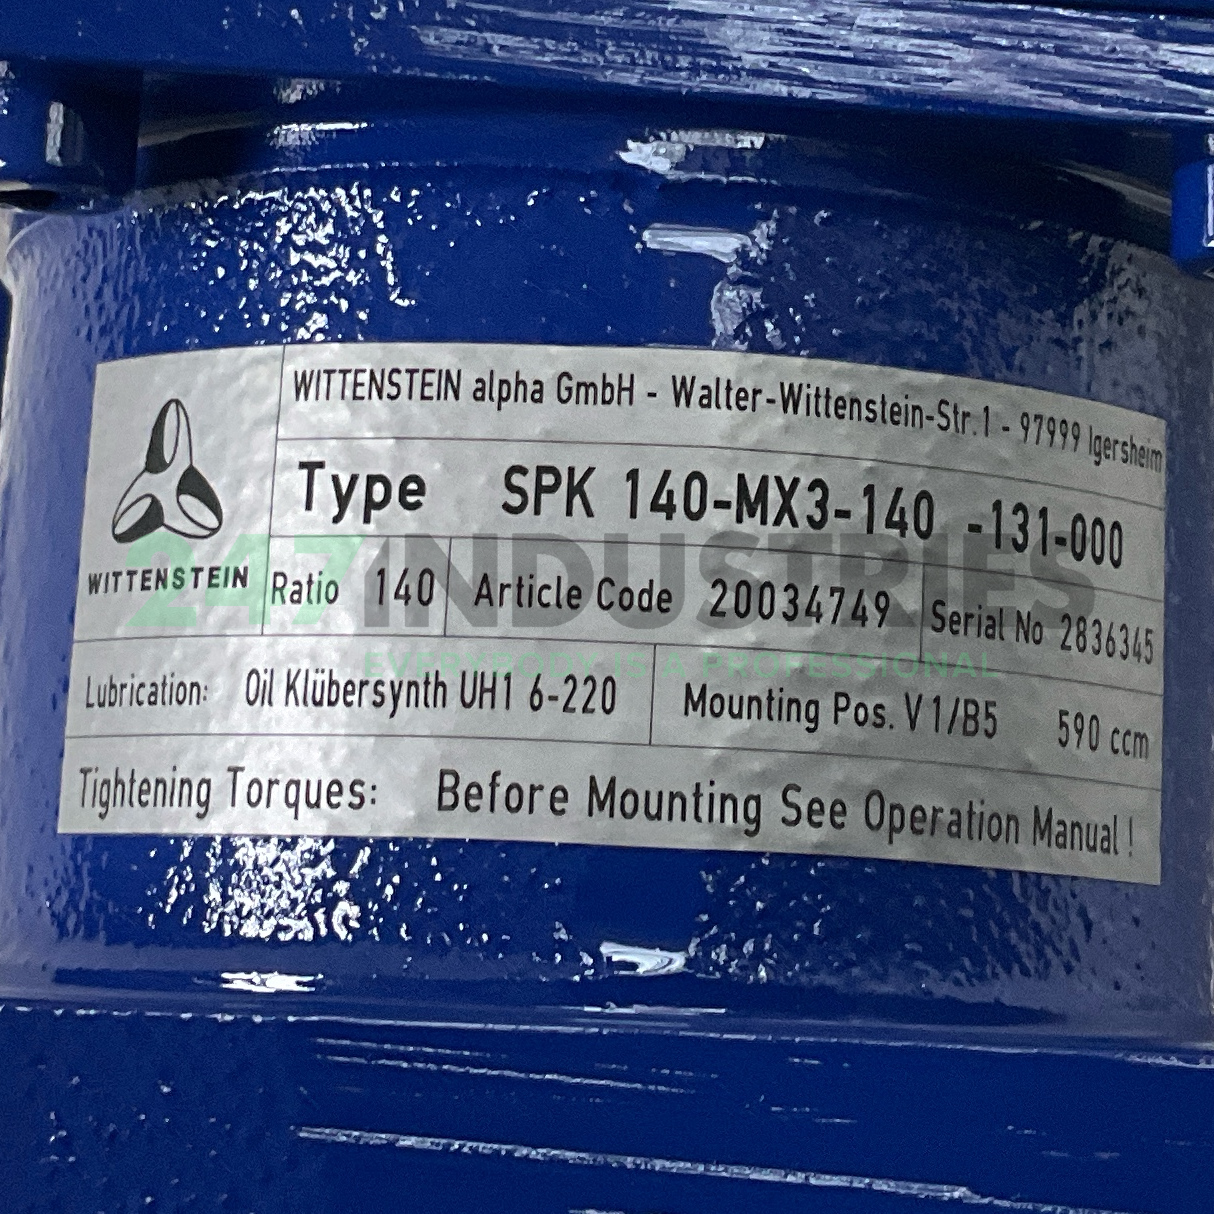 WITTENSTEIN alpha GmbH - Walter-Wittenstein-Str.1 - 97999 Igersheim
Type SPK 140-MX3-140 -131-000
WITTENSTEIN
Ratio 140 Article Code 20034749 Serial No 2836345
Lubrication: Oil Klübersynth UH1 6-220 Mounting Pos. V1/B5 590 ccm
Tightening Torques: Before Mounting See Operation Manual!
247INDUSTRIES
EVERYBODY IS A PROFESSIONAL